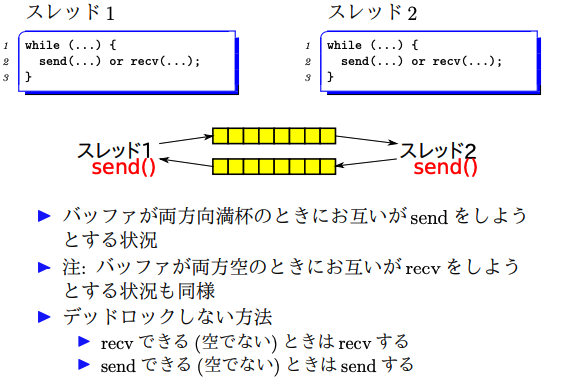 スレッド 1
スレッド 2
1 while (...) {
2 send(...) or recv(...);
3 }
1 while (...) {
2 send(...) or recv(...);
3 }
スレッド1
send()
スレッド2
send()
バッファが両方向満杯のときにお互いが send をしよう
とする状況
注: バッファが両方空のときにお互いが recv をしよう
とする状況も同様
デッドロックしない方法
recv できる (空でない) ときは recv する
send できる (空でない) ときは send する